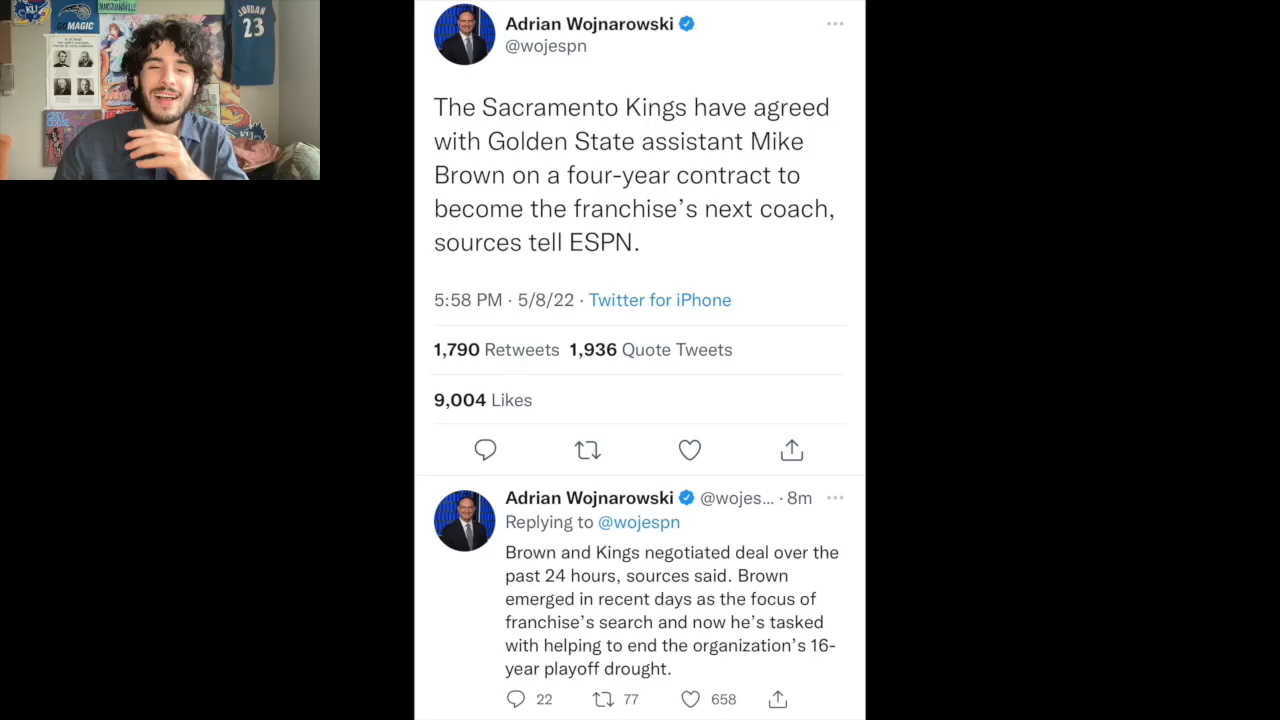 KU
MAGIC
JORDAN
23
Adrian Wojnarowski
@wojespn
The Sacramento Kings have agreed
with Golden State assistant Mike
Brown on a four-year contract to
become the franchise’s next coach,
sources tell ESPN.
5:58 PM · 5/8/22 · Twitter for iPhone
1,790 Retweets 1,936 Quote Tweets
9,004 Likes
Adrian Wojnarowski @wojes... · 8m
Replying to @wojespn
Brown and Kings negotiated deal over the
past 24 hours, sources said. Brown
emerged in recent days as the focus of
franchise’s search and now he’s tasked
with helping to end the organization’s 16-
year playoff drought.
22 77 658